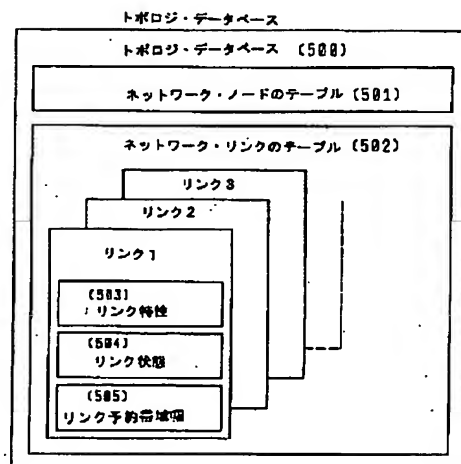 トポロジ・データベース
トポロジ・データベース (500)
ネットワーク・ノードのテーブル (501)
ネットワーク・リンクのテーブル (502)
リンク3
リンク2
リンク1
(503)
リンク特性
(504)
リンク状態
(505)
リンク予約帯域幅